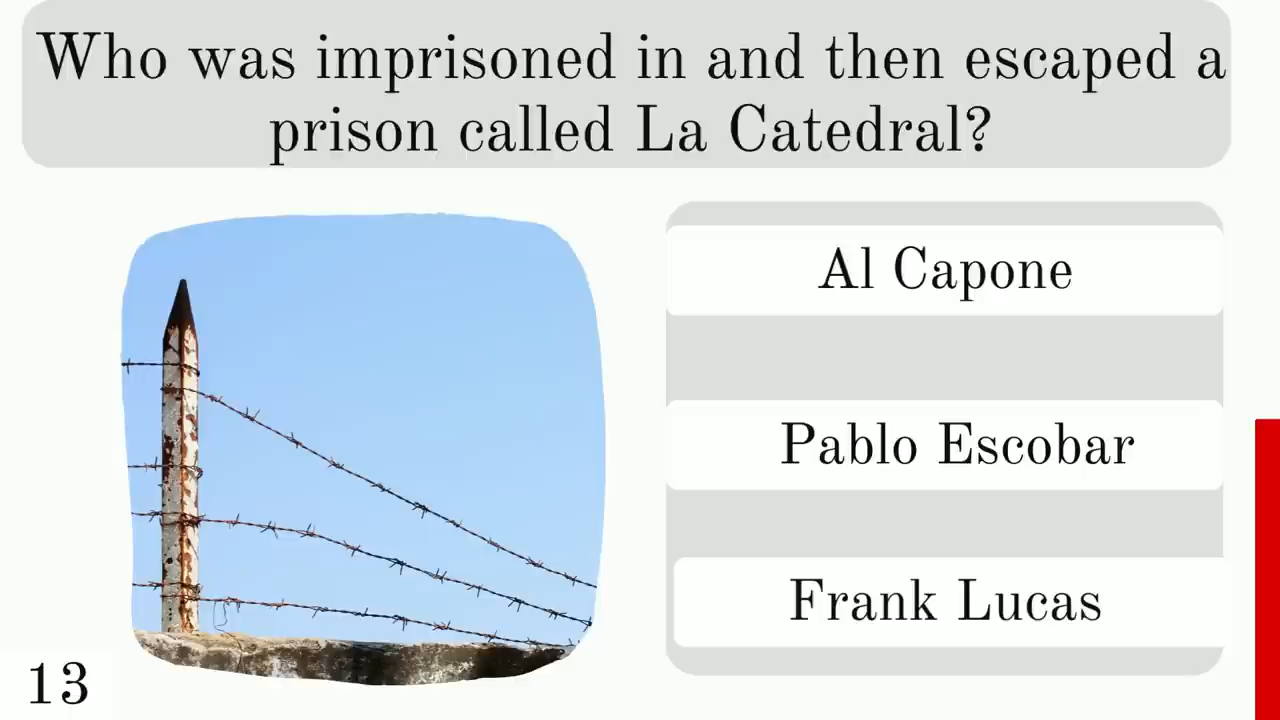 Who was imprisoned in and then escaped a
prison called La Catedral?
Al Capone
Pablo Escobar
Frank Lucas
13